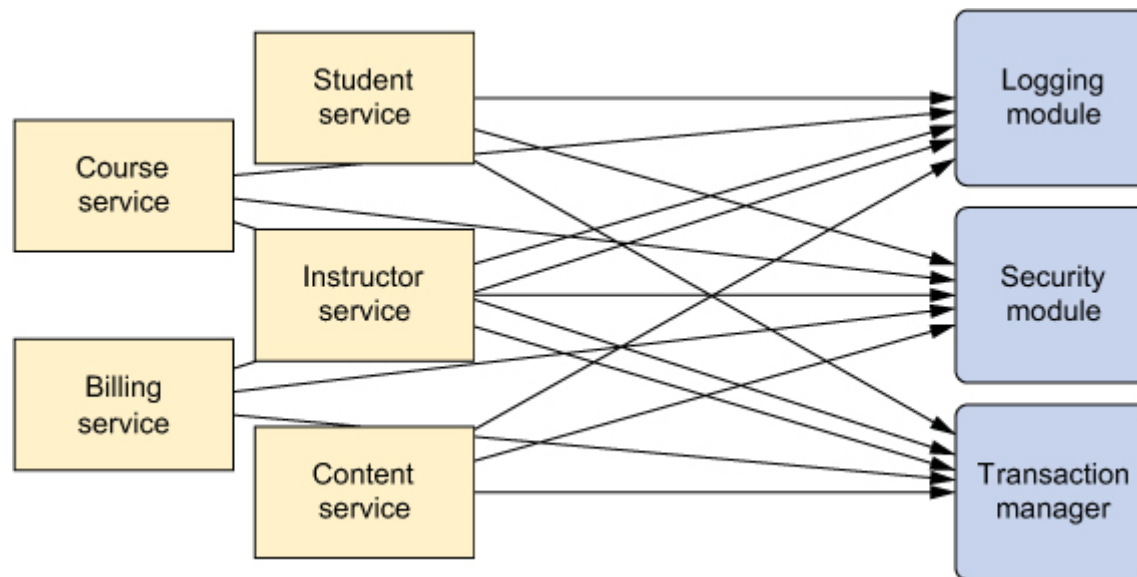 Student
service
Logging
module
Course
service
Instructor
service
Security
module
Billing
service
Content
service
Transaction
manager